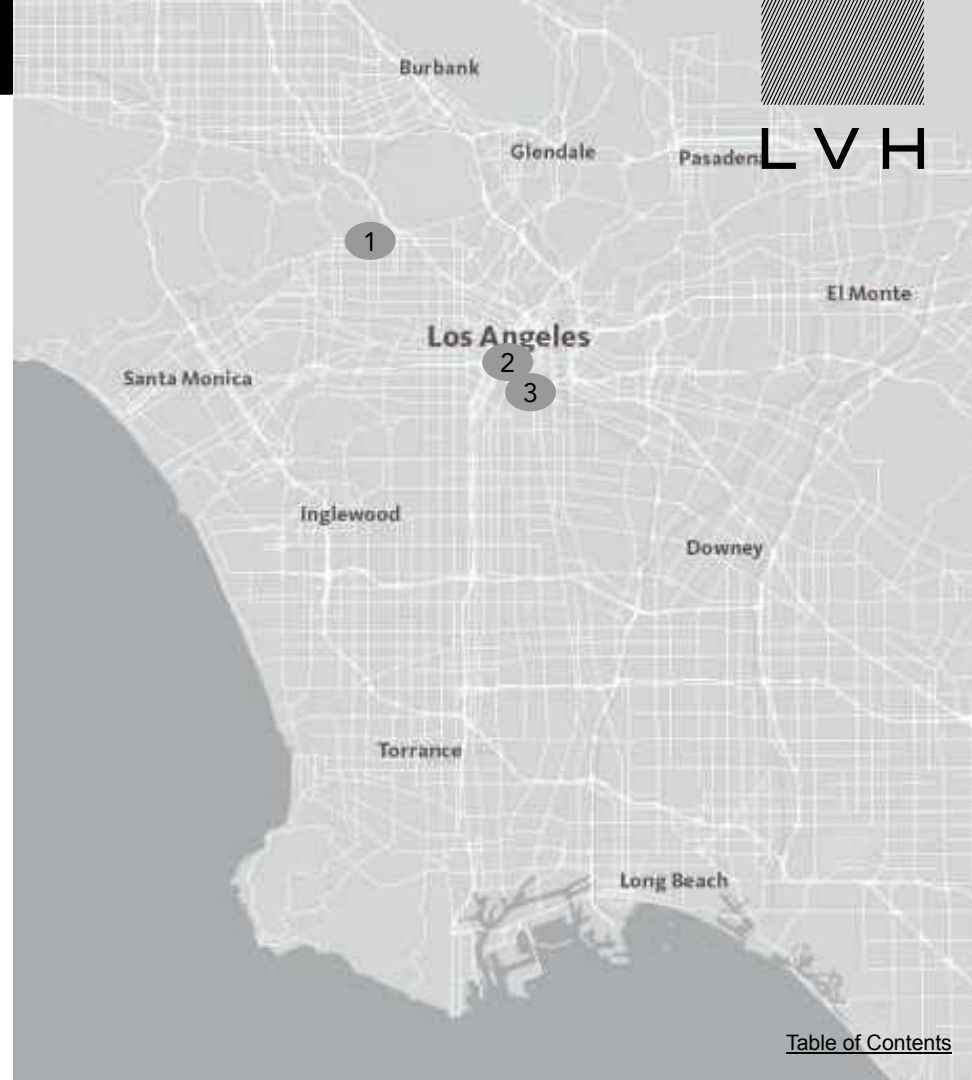 Burbank
Glendale
Pasadena
L V H
1
El Monte
Los Angeles
2
Santa Monica
3
Inglewood
Downey
Torrance
Long Beach
Table of Contents